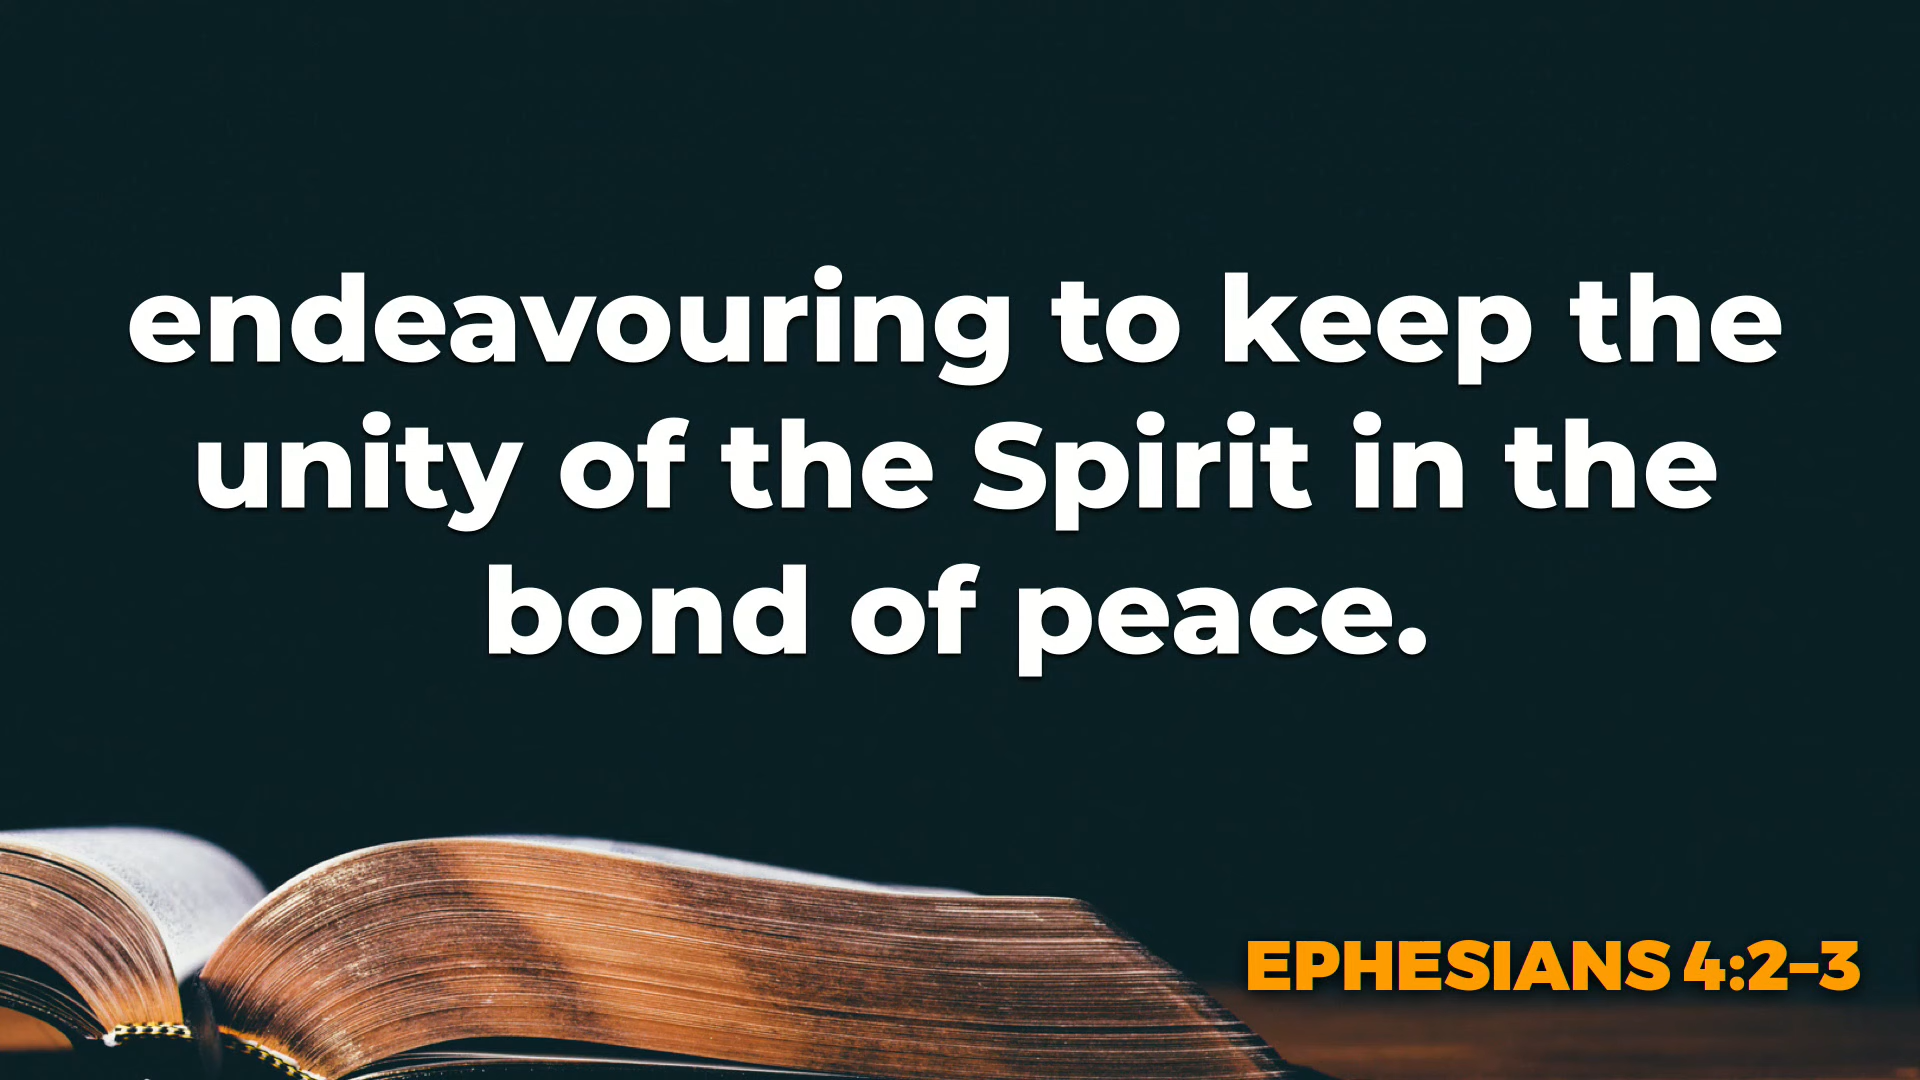 endeavouring to keep the
unity of the Spirit in the
bond of peace.
EPHESIANS 4:2–3